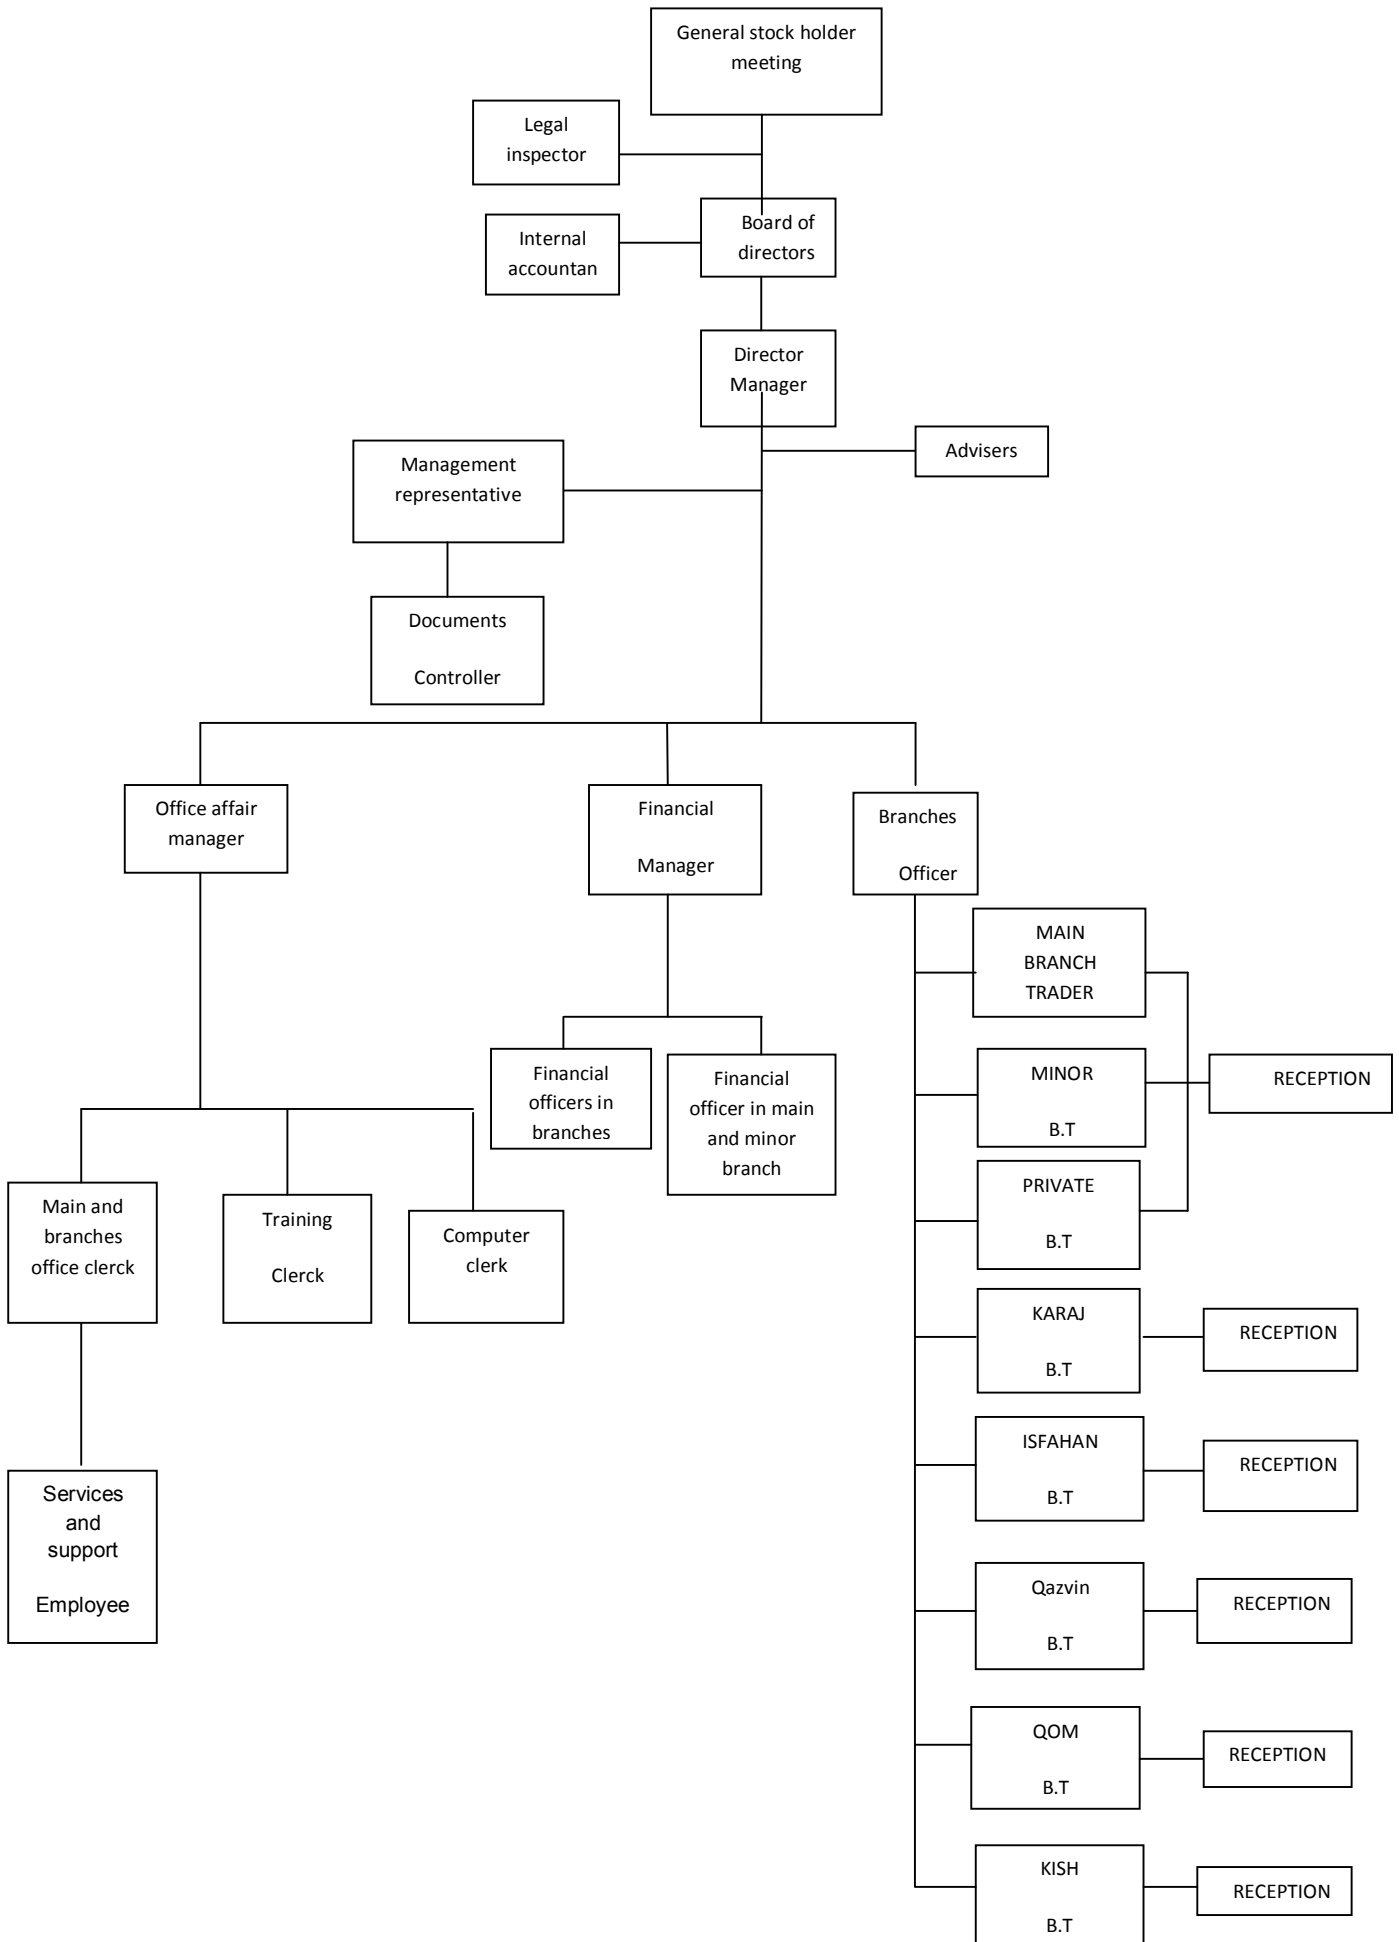 General stock holder
meeting
Legal
inspector
Board of
directors
Internal
accountan
Director
Manager
Advisers
Management
representative
Documents
Controller
Office affair
manager
Financial
Manager
Branches
Officer
MAIN
BRANCH
TRADER
MINOR
B.T
RECEPTION
PRIVATE
B.T
Financial
officers in
branches
Financial
officer in main
and minor
branch
Main and
branches
office clerck
Training
Clerck
Computer
clerk
KARAJ
B.T
RECEPTION
ISFAHAN
B.T
RECEPTION
Services
and
support
Employee
Qazvin
B.T
RECEPTION
QOM
B.T
RECEPTION
KISH
B.T
RECEPTION